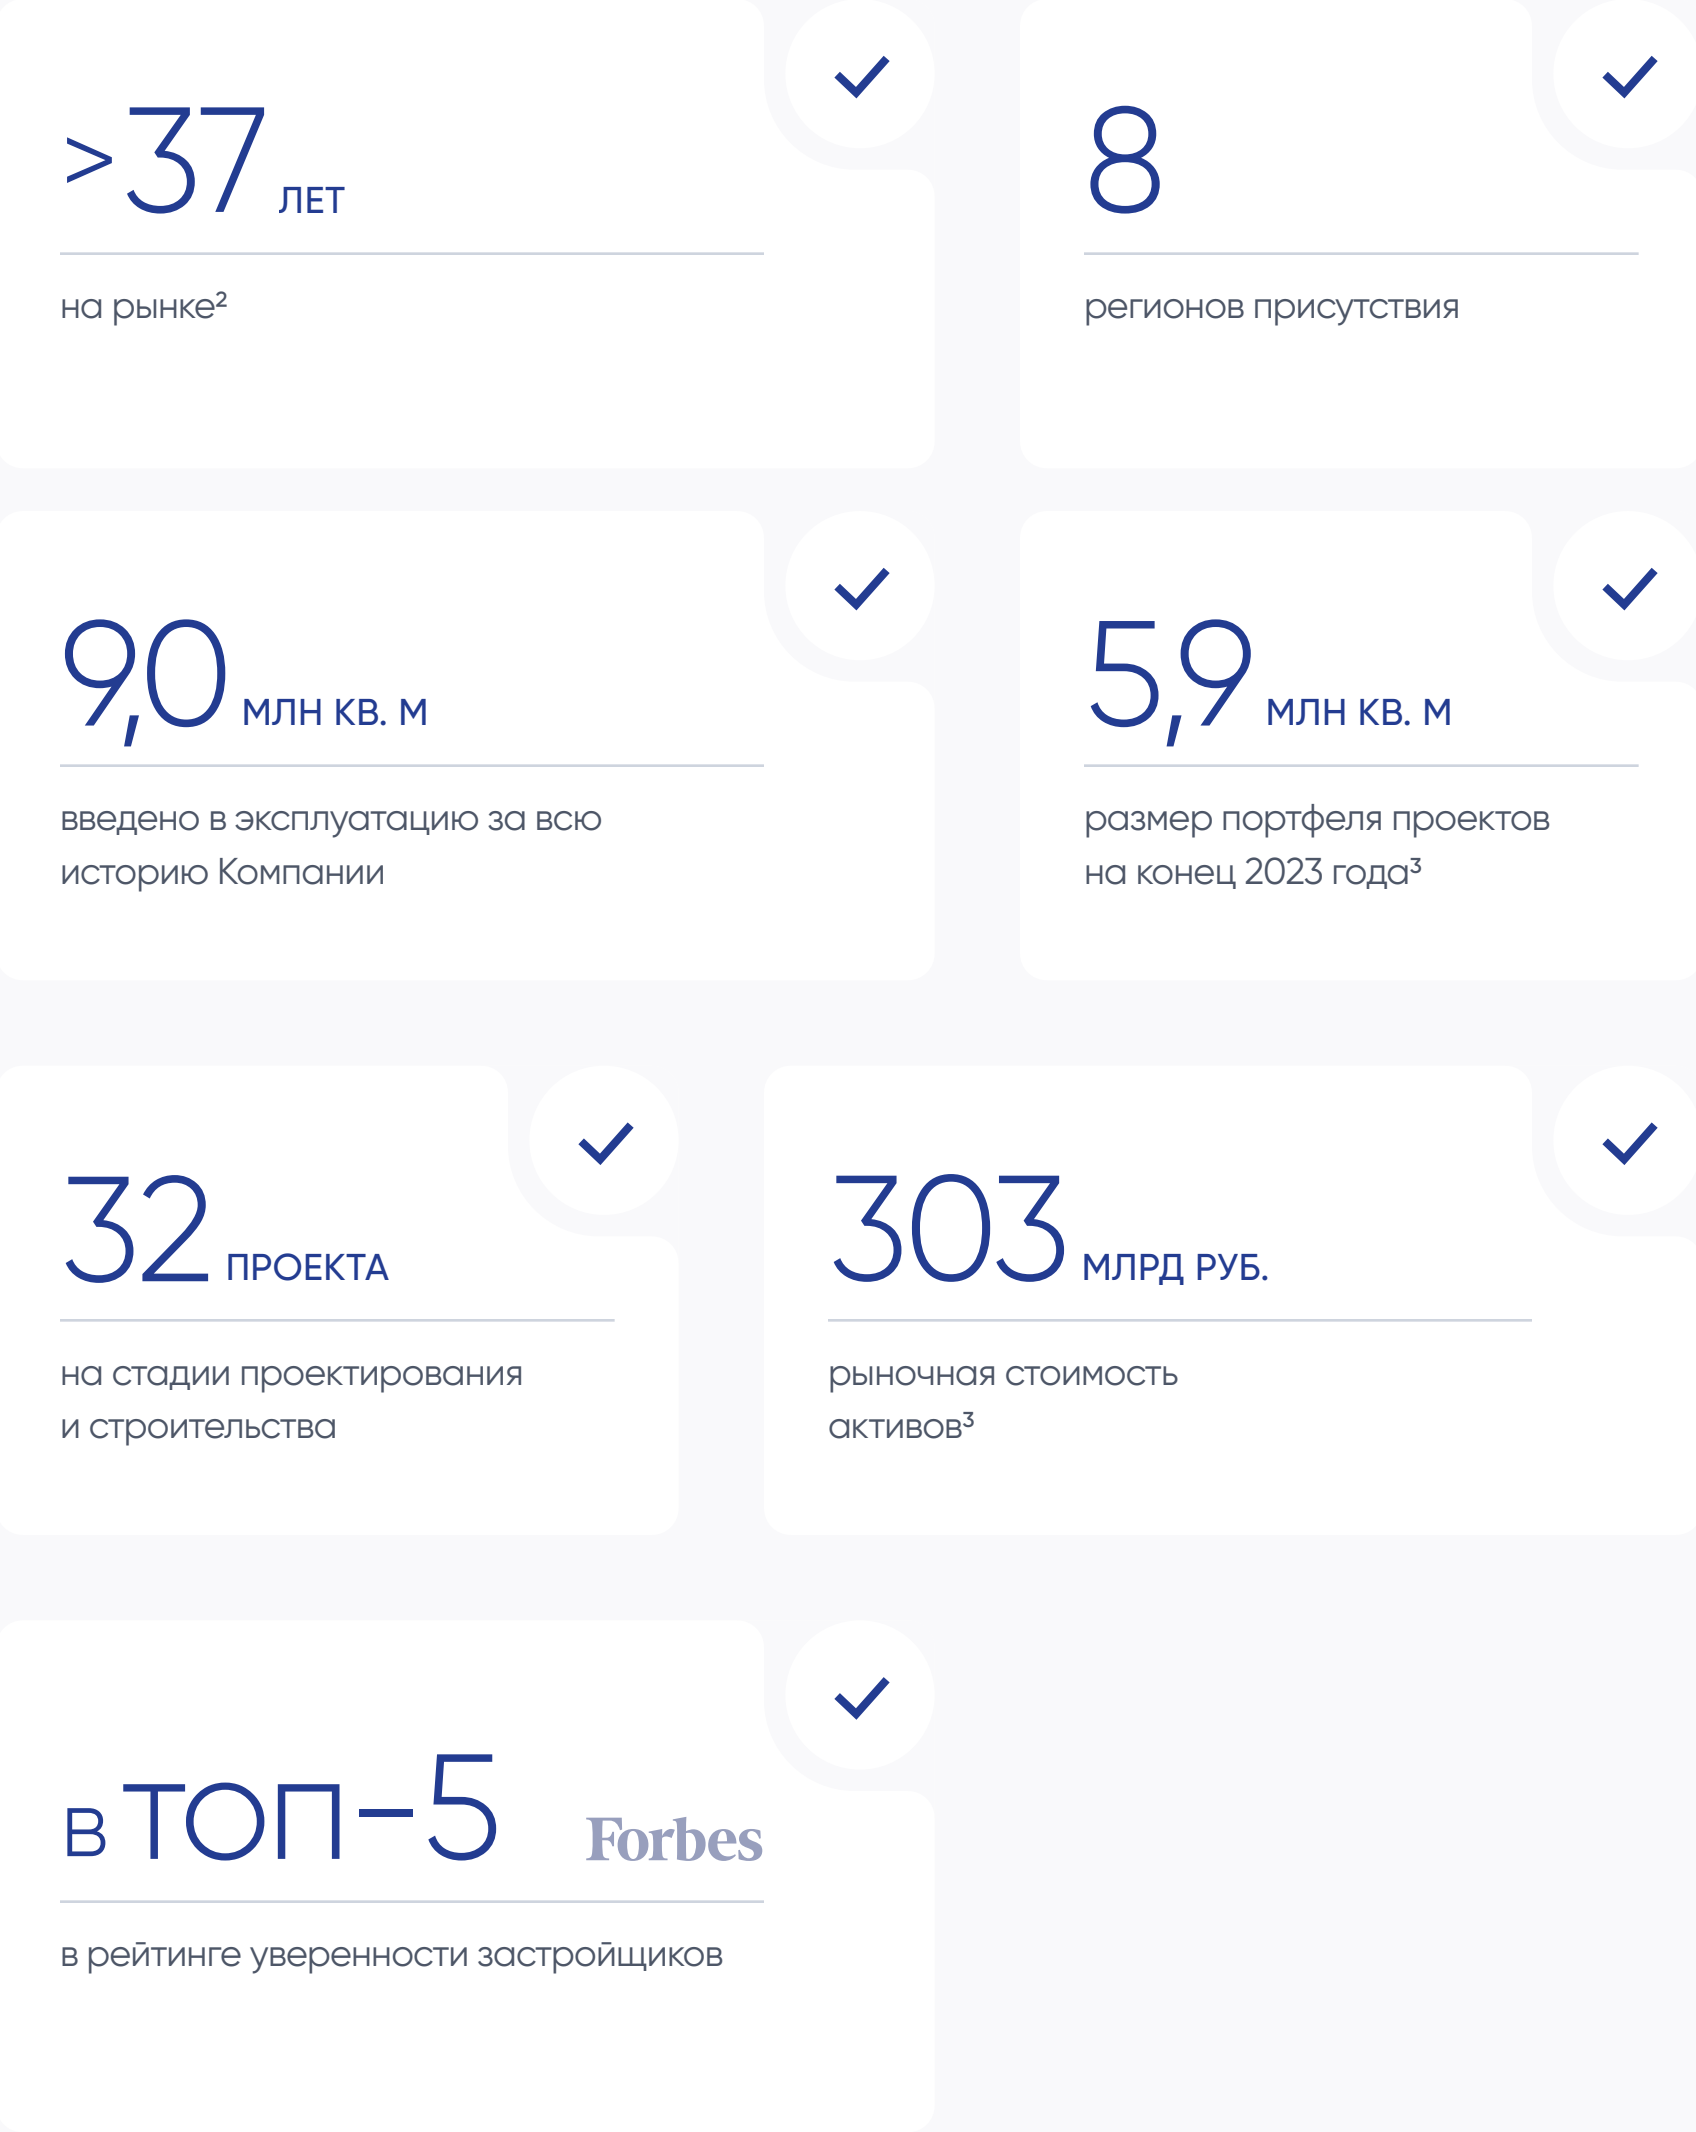 >37 ЛЕТ
на рынке²
8
регионов присутствия
9,0 МЛН КВ. М
введено в эксплуатацию за всю
историю Компании
5,9 МЛН КВ. М
размер портфеля проектов
на конец 2023 года³
32 ПРОЕКТА
на стадии проектирования
и строительства
303 МЛРД РУБ.
рыночная стоимость
активов³
в топ–5 Forbes
в рейтинге уверенности застройщиков